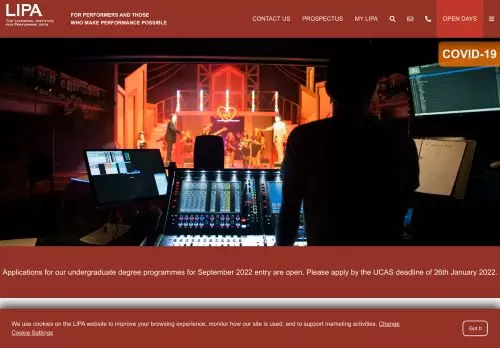 LIPA
THE LIVERPOOL INSTITUTE
FOR PERFORMING ARTS
FOR PERFORMERS AND THOSE
WHO MAKE PERFORMANCE POSSIBLE
CONTACT US PROSPECTUS MY LIPA OPEN DAYS
COVID-19
Applications for our undergraduate degree programmes for September 2022 entry are open. Please apply by the UCAS deadline of 26th January 2022.
We use cookies on the LIPA website to improve your browsing experience, monitor how our site is used, and to support marketing activities. Change
Cookie Settings
Got It